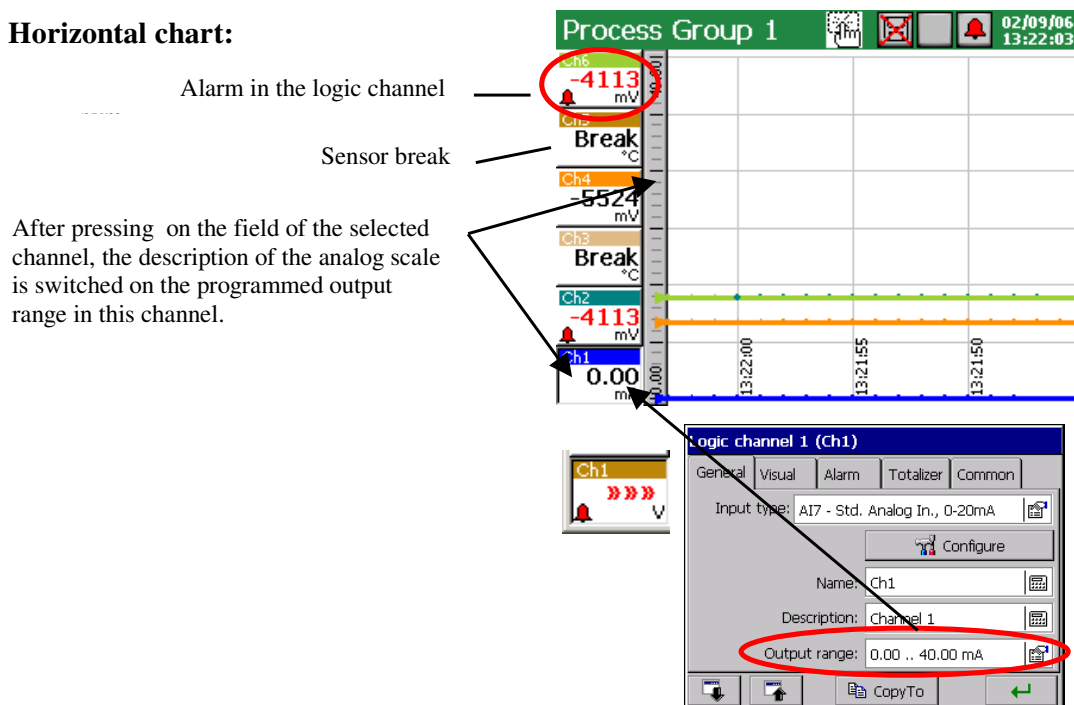 Horizontal chart:
Process Group 1
02/09/06
13:22:03
Alarm in the logic channel
Ch6
-4113
mV
Sensor break
Break
°C
Ch4
-5524
mV
After pressing on the field of the selected
channel, the description of the analog scale
is switched on the programmed output
range in this channel.
Ch3
Break
°C
Ch2
-4113
mV
Ch1
0.00
13:22:00
13:21:55
13:21:50
Logic channel 1 (Ch1)
General Visual Alarm Totalizer Common
Input type: AI7 - Std. Analog In., 0-20mA
Configure
Name: Ch1
Description: Channel 1
Output range: 0.00 .. 40.00 mA
CopyTo
Ch1
»»»
V